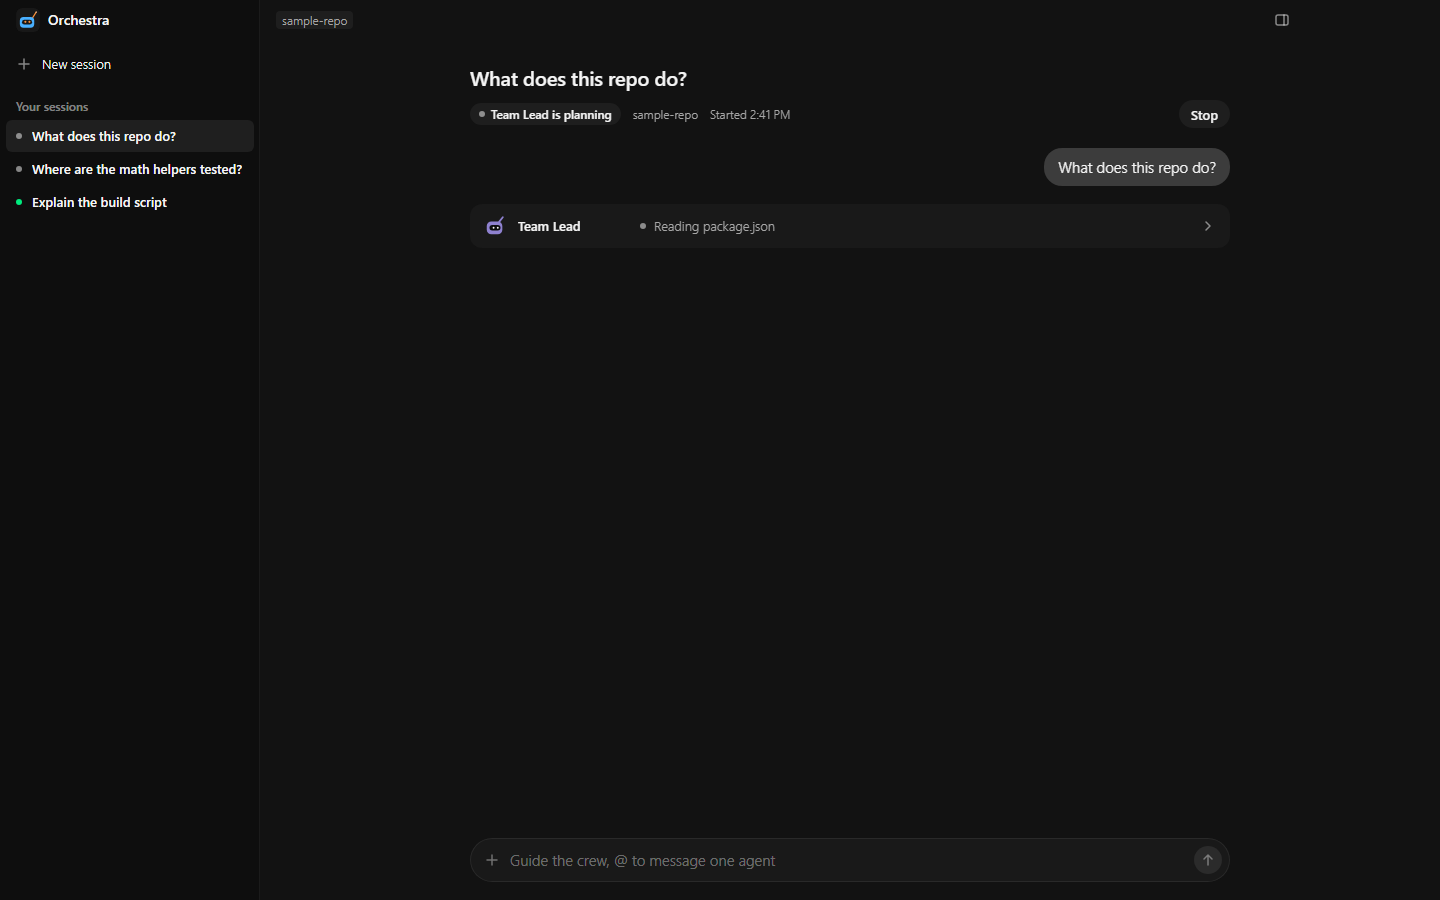 Orchestra
sample-repo
New session
Your sessions
What does this repo do?
Where are the math helpers tested?
Explain the build script
What does this repo do?
Team Lead is planning sample-repo Started 2:41 PM
Stop
What does this repo do?
Team Lead Reading package.json
Guide the crew, @ to message one agent